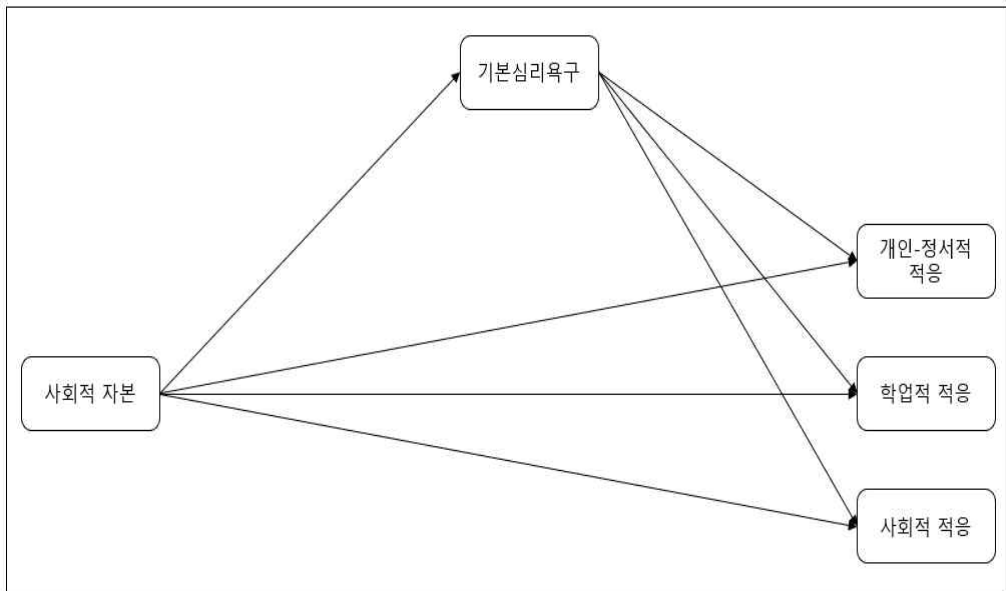 기본심리욕구
개인-정서적
적응
사회적 자본
학업적 적응
사회적 적응